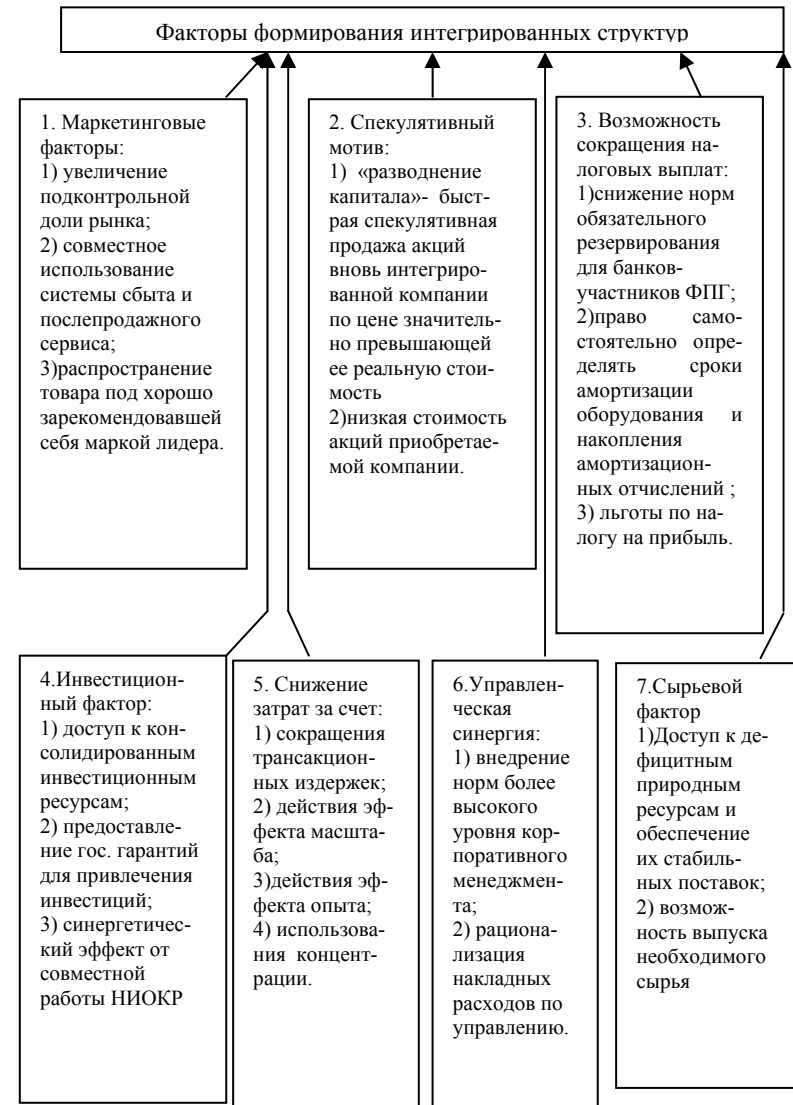 Факторы формирования интегрированных структур
1. Маркетинговые
факторы:
1) увеличение
подконтрольной
доли рынка;
2) совместное
использование
системы сбыта и
послепродажного
сервиса;
3)распространение
товара под хорошо
зарекомендовавшей
себя маркой лидера.
2. Спекулятивный
мотив:
1) «разводнение
капитала»- быст-
рая спекулятивная
продажа акций
вновь интегриро-
ванной компании
по цене значитель-
но превышающей
ее реальную стои-
мость
2)низкая стоимость
акций приобретае-
мой компании.
3. Возможность
сокращения на-
логовых выплат:
1)снижение норм
обязательного
резервирования
для банков-
участников ФПГ;
2)право само-
стоятельно опре-
делять сроки
амортизации
оборудования и
накопления
амортизацион-
ных отчислений ;
3) льготы по на-
логу на прибыль.
4.Инвестицион-
ный фактор:
1) доступ к кон-
солидированным
инвестиционным
ресурсам;
2) предоставле-
ние гос. гарантий
для привлечения
инвестиций;
3) синергетичес-
кий эффект от
совместной
работы НИОКР
5. Снижение
затрат за счет:
1) сокращения
трансакцион-
ных издержек;
2) действия эф-
фекта масшта-
ба;
3)действия эф-
фекта опыта;
4) использова-
ния концент-
рации.
6.Управлен-
ческая
синергия:
1) внедрение
норм более
высокого
уровня кор-
поративного
менеджмен-
та;
2) рациона-
лизация
накладных
расходов по
управлению.
7.Сырьевой
фактор
1)Доступ к де-
фицитным
природным
ресурсам и
обеспечение
их стабиль-
ных поставок;
2) возмож-
ность выпуска
необходимого
сырья